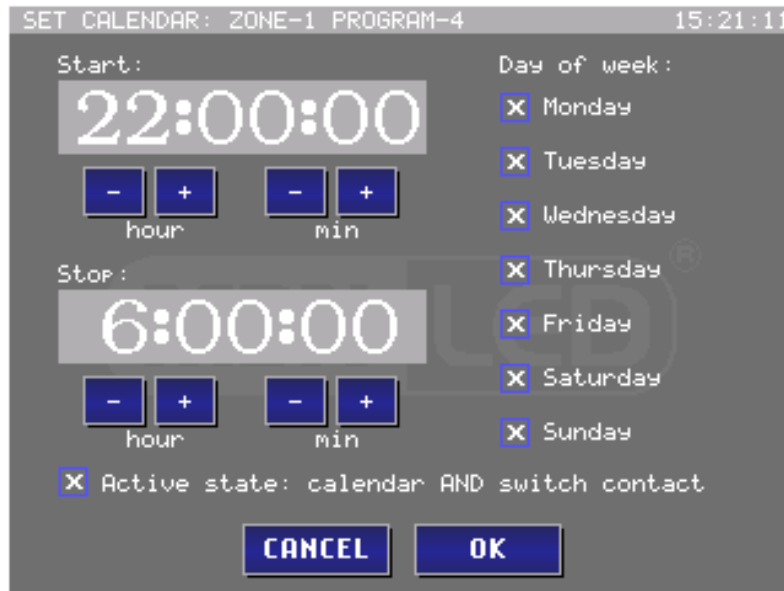 SET CALENDAR: ZONE-1 PROGRAM-4 15:21:11
Start:
22:00:00
- + - +
hour min
Stop:
6:00:00
- + - +
hour min
Day of week:
X Monday
X Tuesday
X Wednesday
X Thursday
X Friday
X Saturday
X Sunday
X Active state: calendar AND switch contact
CANCEL OK
LED
®